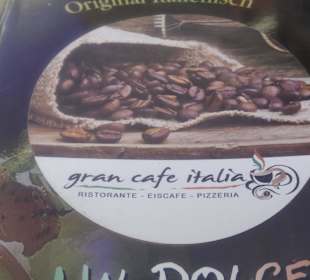 Original Italienisch
gran cafe italia
RISTORANTE - EISCAFE - PIZZERIA